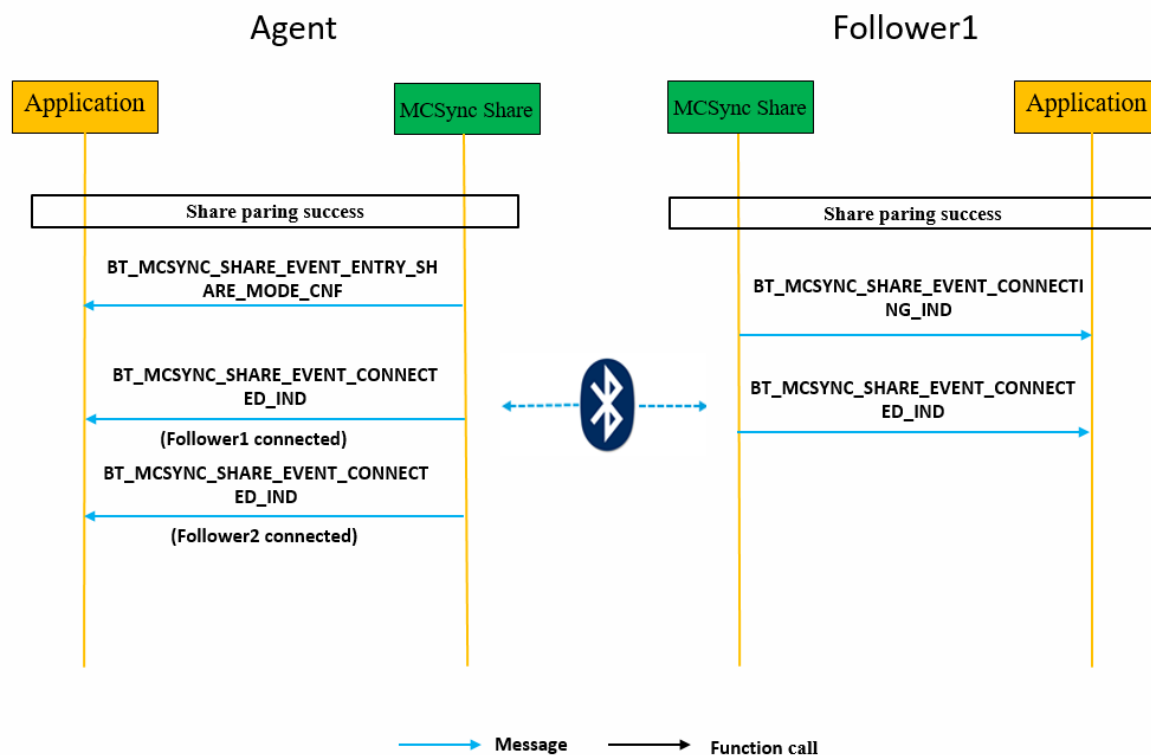 Agent
Follower1
Application
MCSync Share
MCSync Share
Application
Share paring success
Share paring success
BT_MCSYNC_SHARE_EVENT_ENTRY_SH
ARE_MODE_CNF
BT_MCSYNC_SHARE_EVENT_CONNECTI
NG_IND
BT_MCSYNC_SHARE_EVENT_CONNECT
ED_IND
(Follower1 connected)
BT_MCSYNC_SHARE_EVENT_CONNECT
ED_IND
BT_MCSYNC_SHARE_EVENT_CONNECT
ED_IND
(Follower2 connected)
Message
Function call